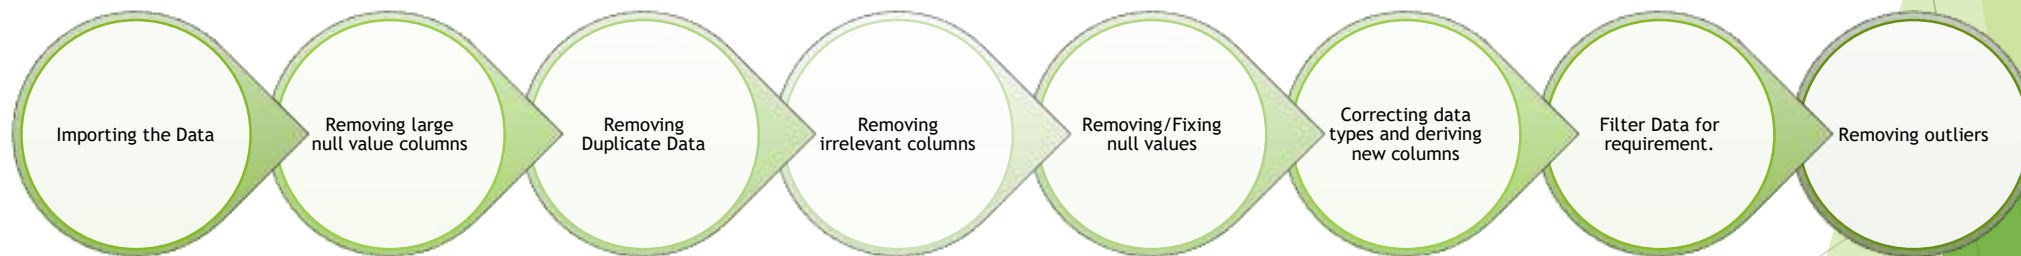 Importing the Data
Removing large
null value columns
Removing
Duplicate Data
Removing
irrelevant columns
Removing/Fixing
null values
Correcting data
types and deriving
new columns
Filter Data for
requirement.
Removing outliers